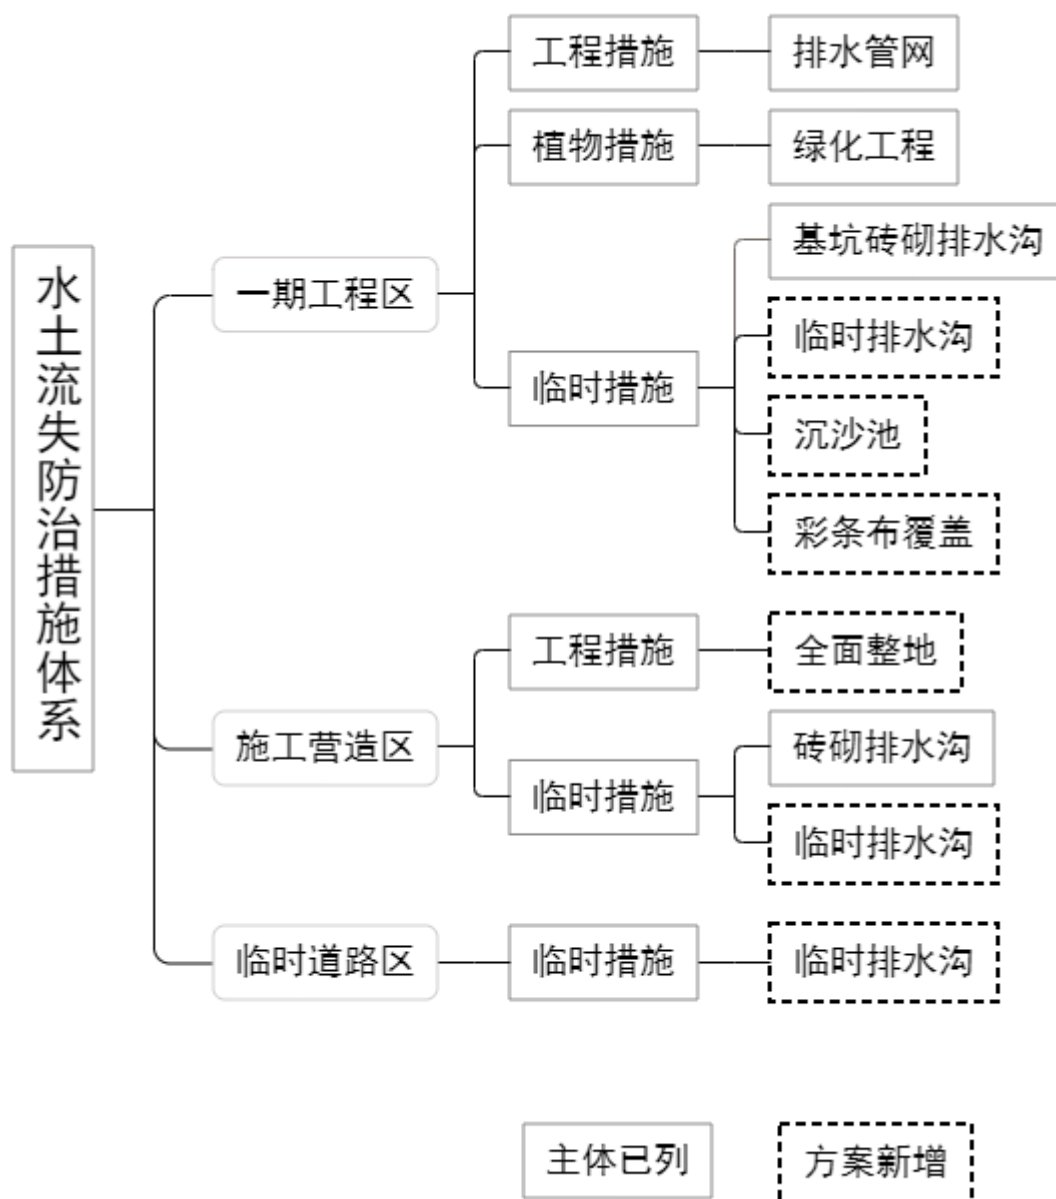 水土流失防治措施体系
一期工程区
工程措施
排水管网
植物措施
绿化工程
临时措施
基坑砖砌排水沟
临时排水沟
沉沙池
彩条布覆盖
施工营造区
工程措施
全面整地
临时措施
砖砌排水沟
临时排水沟
临时道路区
临时措施
临时排水沟
主体已列
方案新增